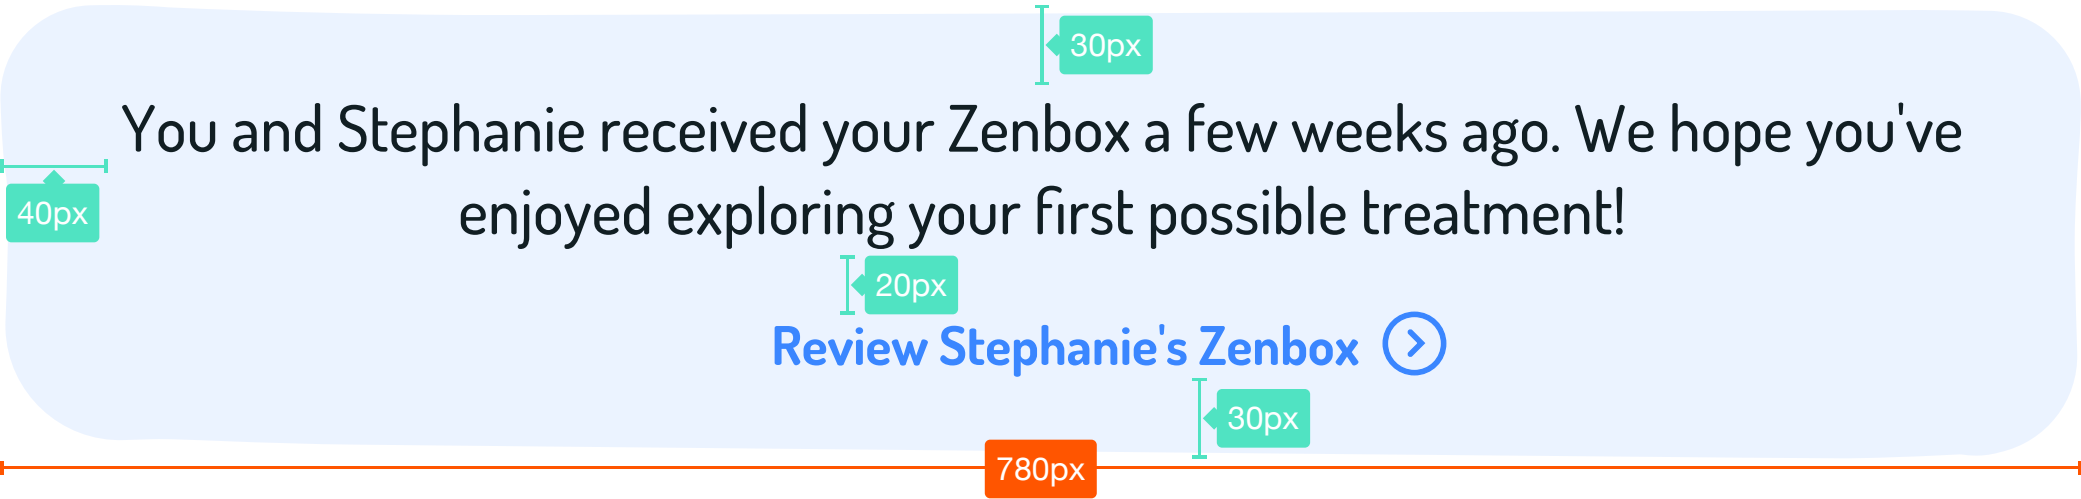 30px
You and Stephanie received your Zenbox a few weeks ago. We hope you've
40px
enjoyed exploring your first possible treatment!
20px
Review Stephanie's Zenbox
30px
780px